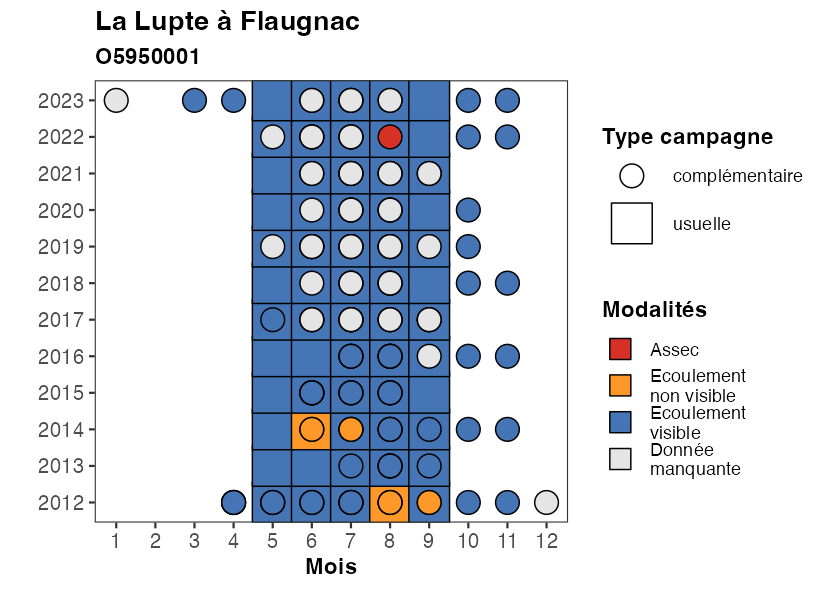 La Lupte à Flaugnac
O5950001
2023
2022
2021
2020
2019
2018
2017
2016
2015
2014
2013
2012
1 2 3 4 5 6 7 8 9 10 11 12
Mois
Type campagne
complémentaire
usuelle
Modalités
Assec
Ecoulement
non visible
Ecoulement
visible
Donnée
manquante